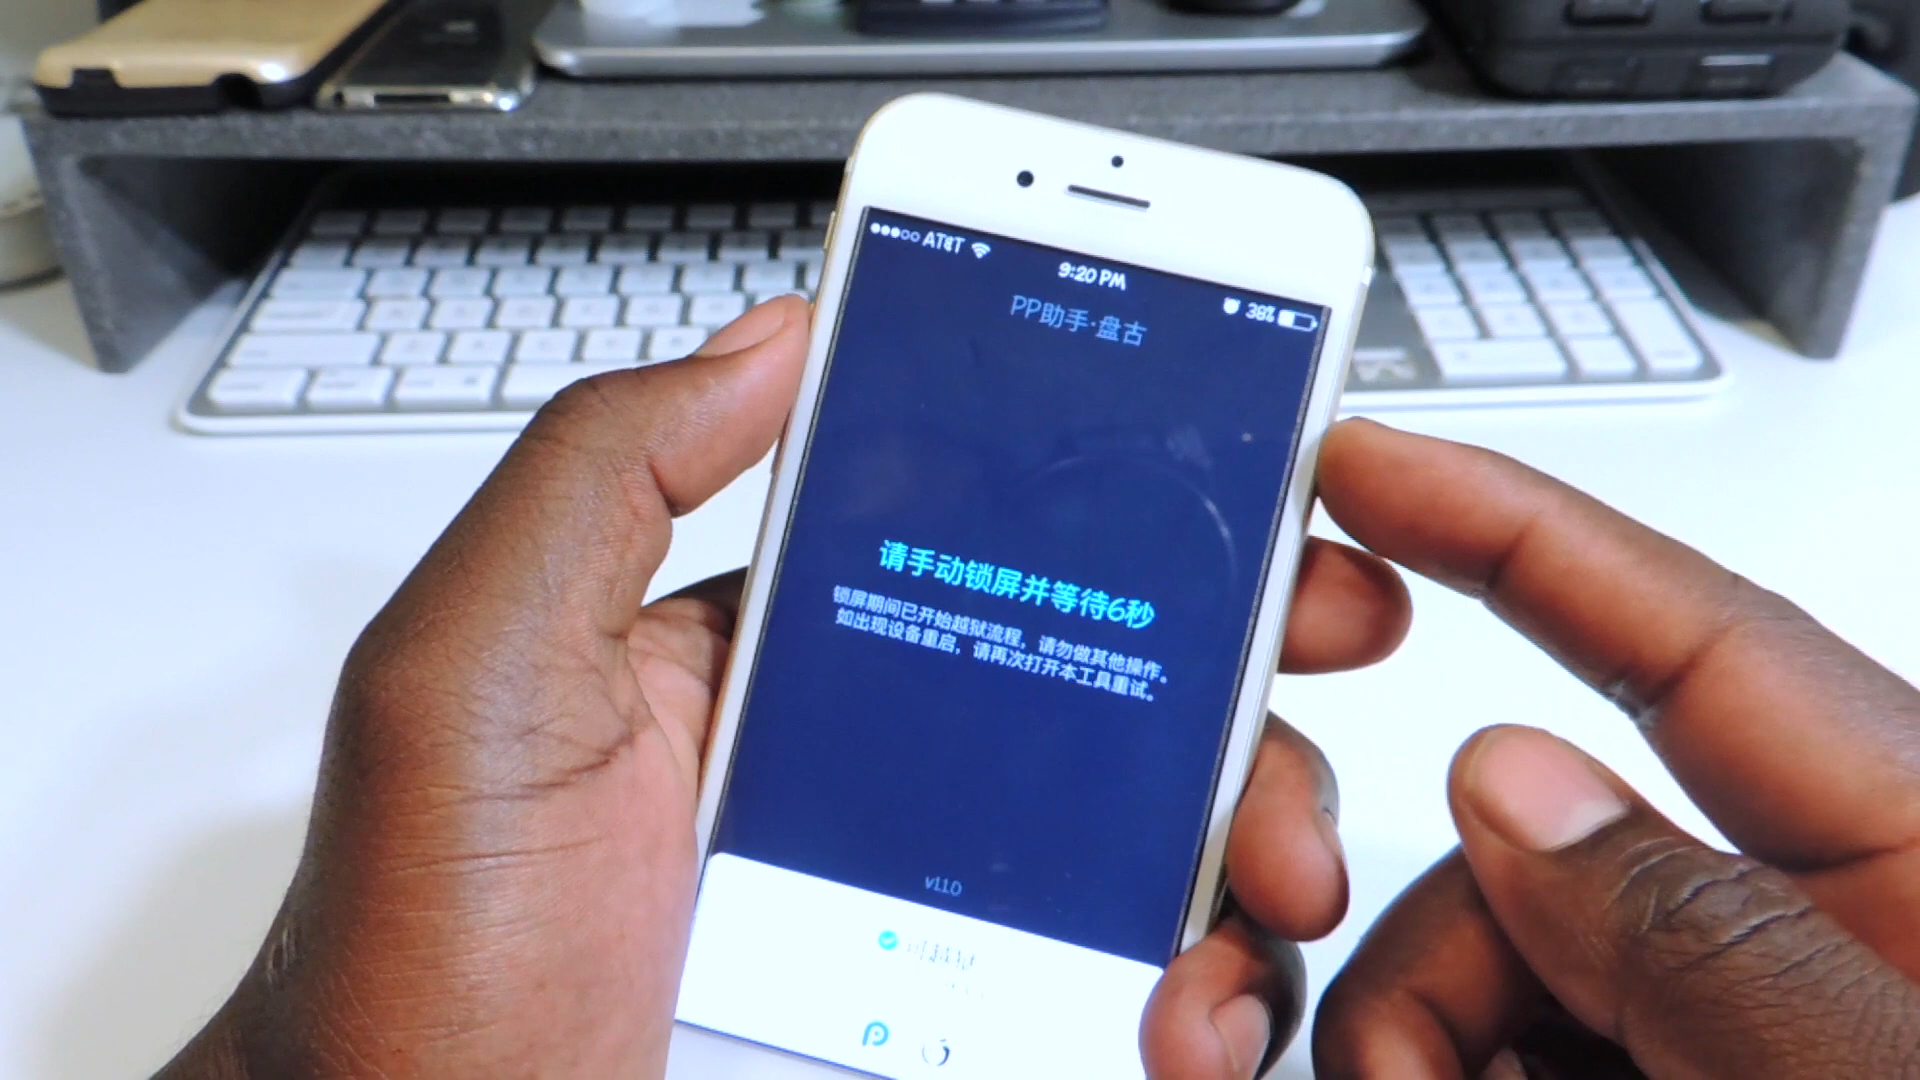 ●●●○○ AT&T
9:20 PM
38%
PP助手·盘古
请手动锁屏并等待6秒
锁屏期间已开始越狱流程，请勿做其他操作。
如出现设备重启，请再次打开本工具重试。
v1.1.0